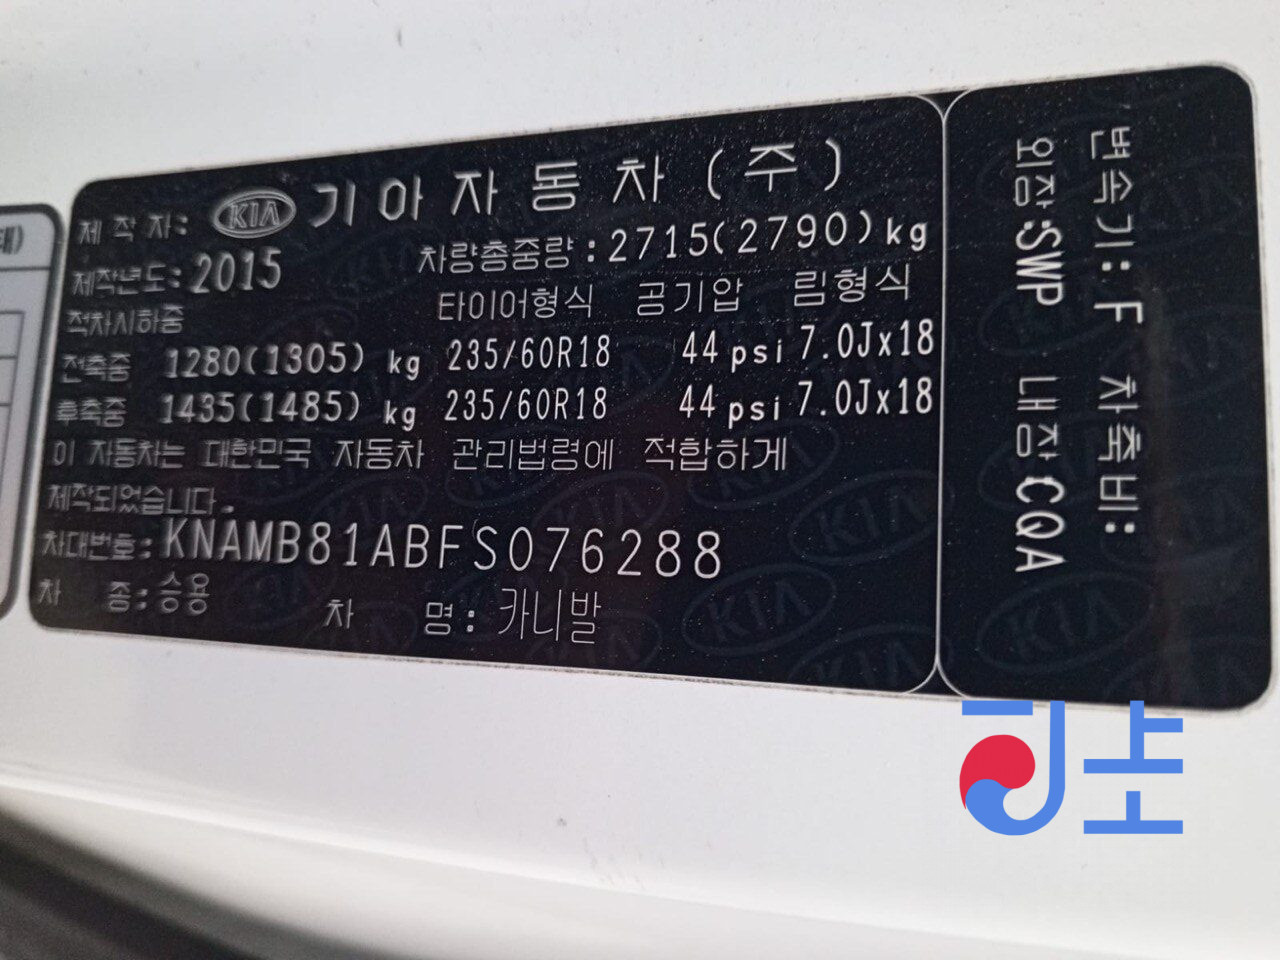 제 작 자: KIA 기아자동차(주)
제작년도:2015 차량총중량:2715(2790)kg
적차시하중 타이어형식 공기압 림형식
전축중 1280(1305) kg 235/60R18 44 psi 7.0Jx18
후축중 1435(1485) kg 235/60R18 44 psi 7.0Jx18
이 자동차는 대한민국 자동차 관리법령에 적합하게
제작되었습니다.
차대번호:KNAMB81ABFS076288
차 종:승용 차 명:카니발
변속기: F 차축비:
외장:SWP 내장:CQA